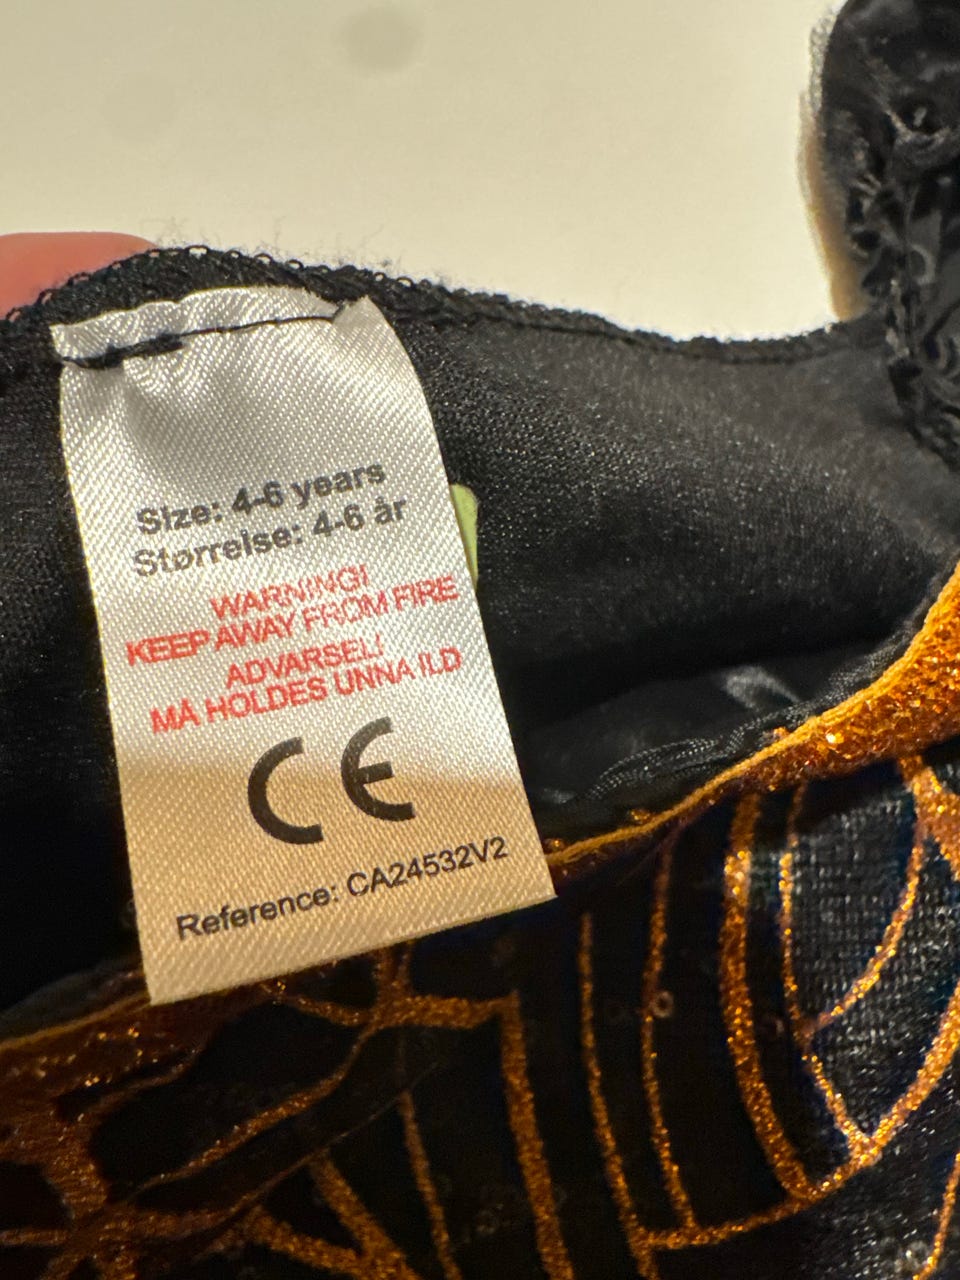 Size: 4-6 years
Størrelse: 4-6 år
WARNING!
KEEP AWAY FROM FIRE
ADVARSEL!
MÅ HOLDES UNNA ILD
CE
Reference: CA24532V2